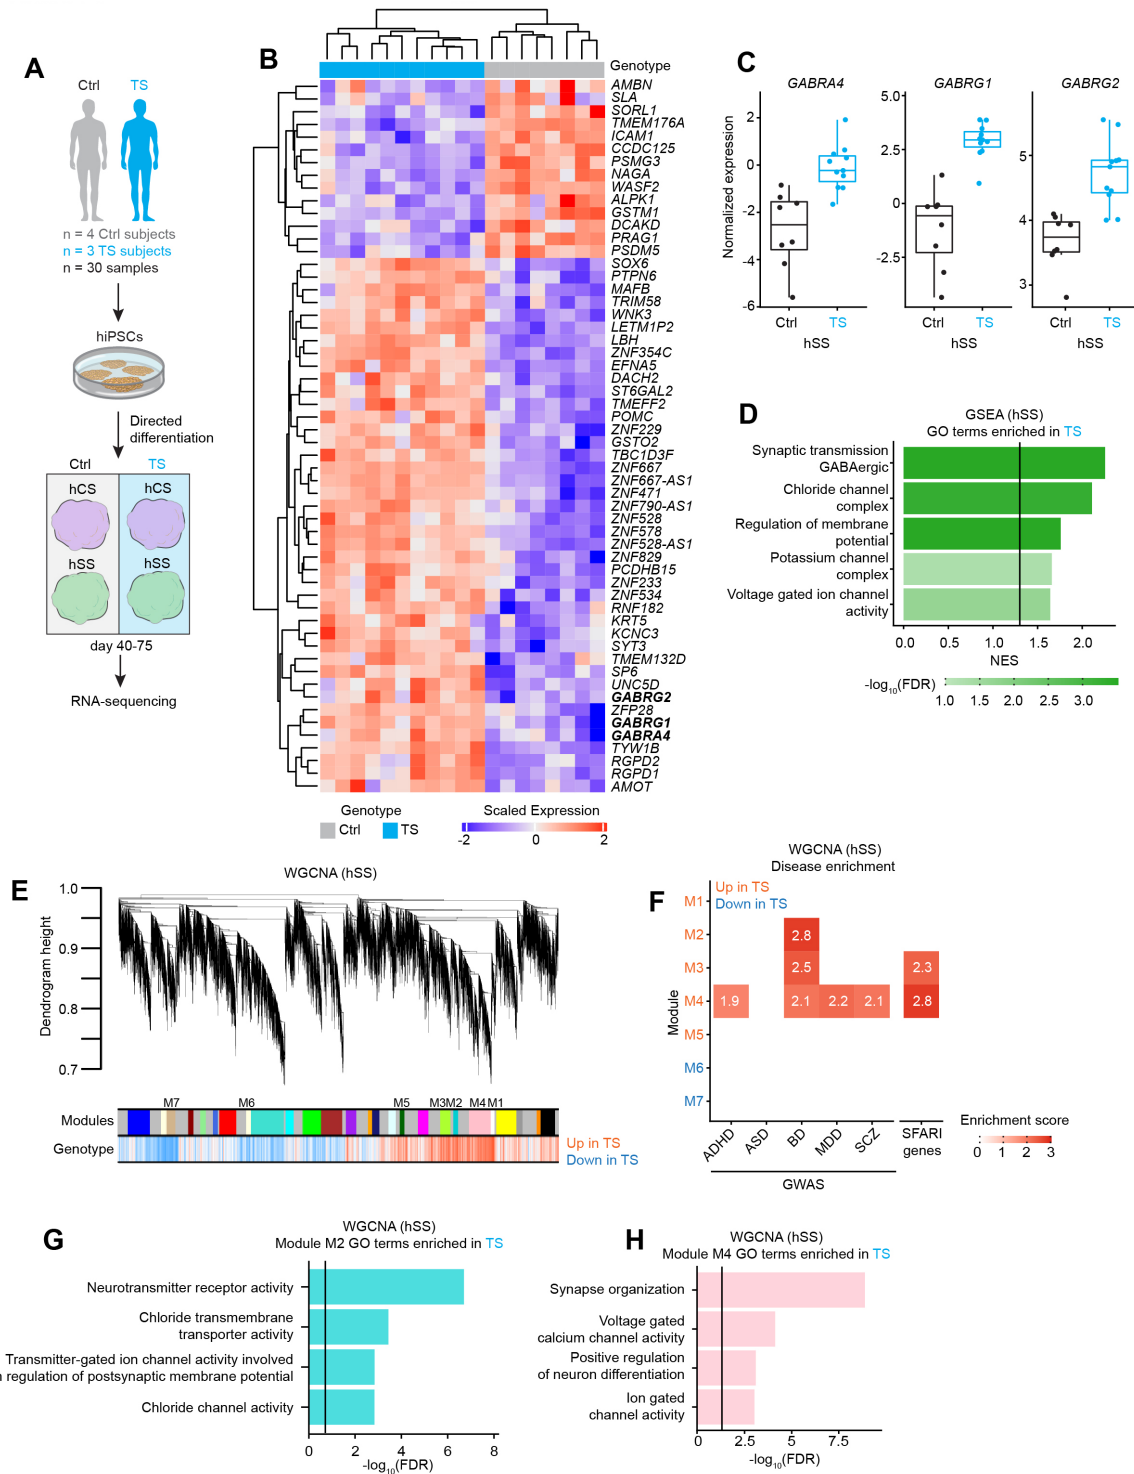 A
Ctrl
TS
n = 4 Ctrl subjects
n = 3 TS subjects
n = 30 samples
hiPSCs
Directed
differentiation
Ctrl
TS
hCS
hCS
hSS
hSS
day 40-75
RNA-sequencing
B
Genotype
AMBN
SLA
SORL1
TMEM176A
ICAM1
CCDC125
PSMG3
NAGA
WASF2
ALPK1
GSTM1
DCAKD
PRAG1
PSDM5
SOX6
PTPN6
MAFB
TRIM58
WNK3
LETM1P2
LBH
ZNF354C
EFNA5
DACH2
ST6GAL2
TMEFF2
POMC
ZNF229
GSTO2
TBC1D3F
ZNF667
ZNF667-AS1
ZNF471
ZNF790-AS1
ZNF528
ZNF578
ZNF528-AS1
ZNF829
PCDHB15
ZNF233
ZNF534
RNF182
KRT5
KCNC3
SYT3
TMEM132D
SP6
UNC5D
GABRG2
ZFP28
GABRG1
GABRA4
TYW1B
RGPD2
RGPD1
AMOT
Genotype
Ctrl
TS
Scaled Expression
-2
0
2
C
GABRA4
GABRG1
GABRG2
Normalized expression
2
0
-2
-4
-6
5.0
2.5
0
-2.5
5
4
3
Ctrl
TS
Ctrl
TS
Ctrl
TS
hSS
hSS
hSS
D
GSEA (hSS)
GO terms enriched in TS
Synaptic transmission
GABAergic
Chloride channel
complex
Regulation of membrane
potential
Potassium channel
complex
Voltage gated ion channel
activity
0.0
0.5
1.0
1.5
2.0
NES
-log10(FDR)
1.0
1.5
2.0
2.5
3.0
E
WGCNA (hSS)
Dendrogram height
1.0
0.9
0.8
0.7
M7
M6
M5
M3
M2
M4
M1
Modules
Genotype
Up in TS
Down in TS
F
WGCNA (hSS)
Disease enrichment
Up in TS
Down in TS
Module
M1
M2
M3
M4
M5
M6
M7
2.8
2.5
2.3
1.9
2.1
2.2
2.1
2.8
ADHD
ASD
BD
MDD
SCZ
SFARI
genes
GWAS
Enrichment score
0
1
2
3
G
WGCNA (hSS)
Module M2 GO terms enriched in TS
Neurotransmitter receptor activity
Chloride transmembrane
transporter activity
Transmitter-gated ion channel activity involved
regulation of postsynaptic membrane potential
Chloride channel activity
0
2
4
6
8
-log10(FDR)
H
WGCNA (hSS)
Module M4 GO terms enriched in TS
Synapse organization
Voltage gated
calcium channel activity
Positive regulation
of neuron differentiation
Ion gated
channel activity
0
2.5
5
7.5
-log10(FDR)